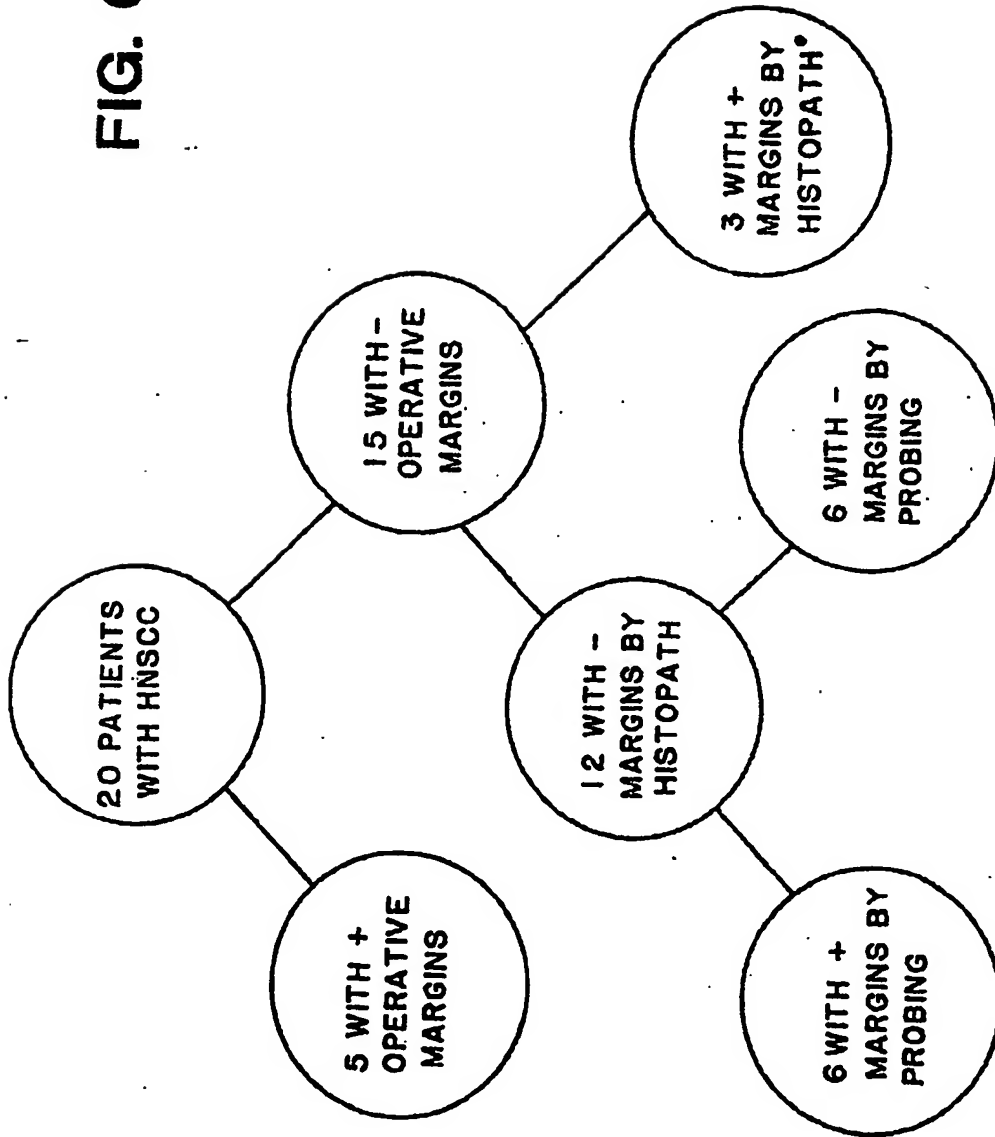 FIG.
20 PATIENTS
WITH HNSCC
5 WITH +
OPERATIVE
MARGINS
15 WITH -
OPERATIVE
MARGINS
12 WITH -
MARGINS BY
HISTOPATH
3 WITH +
MARGINS BY
HISTOPATH*
6 WITH +
MARGINS BY
PROBING
6 WITH -
MARGINS BY
PROBING